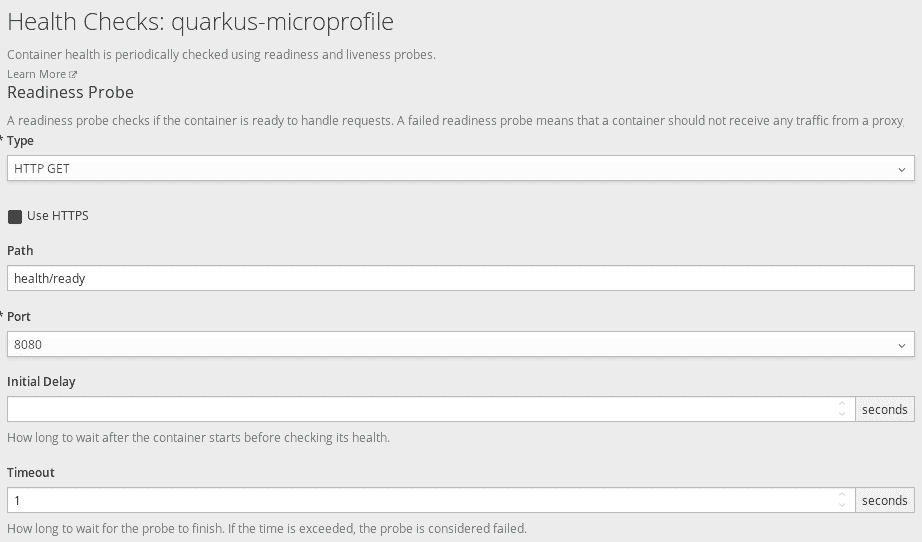 Health Checks: quarkus-microprofile
Container health is periodically checked using readiness and liveness probes.
Learn More
Readiness Probe
A readiness probe checks if the container is ready to handle requests. A failed readiness probe means that a container should not receive any traffic from a proxy,
* Type
HTTP GET
Use HTTPS
Path
health/ready
* Port
8080
Initial Delay
seconds
How long to wait after the container starts before checking its health.
Timeout
1 seconds
How long to wait for the probe to finish. If the time is exceeded, the probe is considered failed.